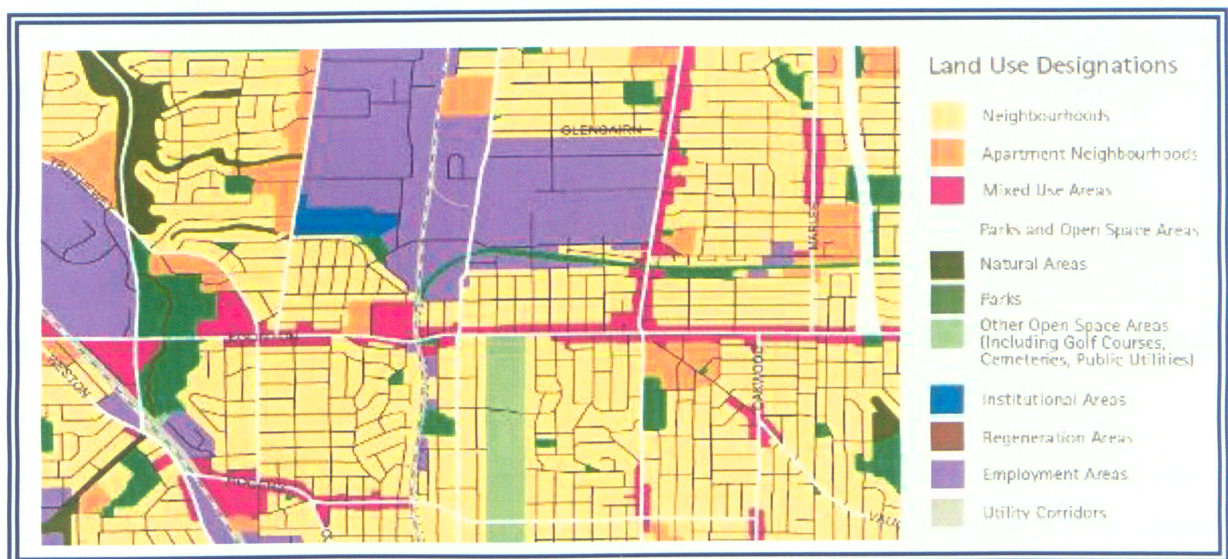 Land Use Designations
Neighbourhoods
Apartment Neighbourhoods
Mixed Use Areas
Parks and Open Space Areas
Natural Areas
Parks
Other Open Space Areas
(Including Golf Courses,
Cemeteries, Public Utilities)
Institutional Areas
Regeneration Areas
Employment Areas
Utility Corridors
GLENCAIRN
WESTON
OAKWOOD